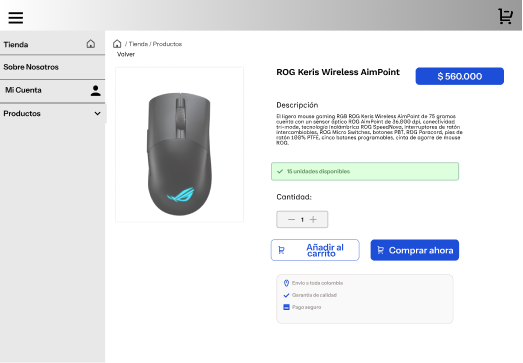 Tienda
Sobre Nosotros
Mi Cuenta
Productos
/ Tienda / Productos
Volver
ROG Keris Wireless AimPoint
$ 560.000
Descripción
El ligero mouse gaming RGB ROG Keris Wireless AimPoint de 75 gramos
cuenta con un sensor óptico ROG AimPoint de 36,000 dpi, conectividad
tri-mode, tecnología inalámbrica ROG SpeedNova, interruptores de ratón
intercambiables, ROG Micro Switches, botones PBT, ROG Paracord, pies de
ratón 100% PTFE, cinco botones programables, cinta de agarre de mouse
ROG.
15 unidades disponibles
Cantidad:
— 1 +
Añadir al
carrito
Comprar ahora
Envío a toda colombia
Garantía de calidad
Pago seguro